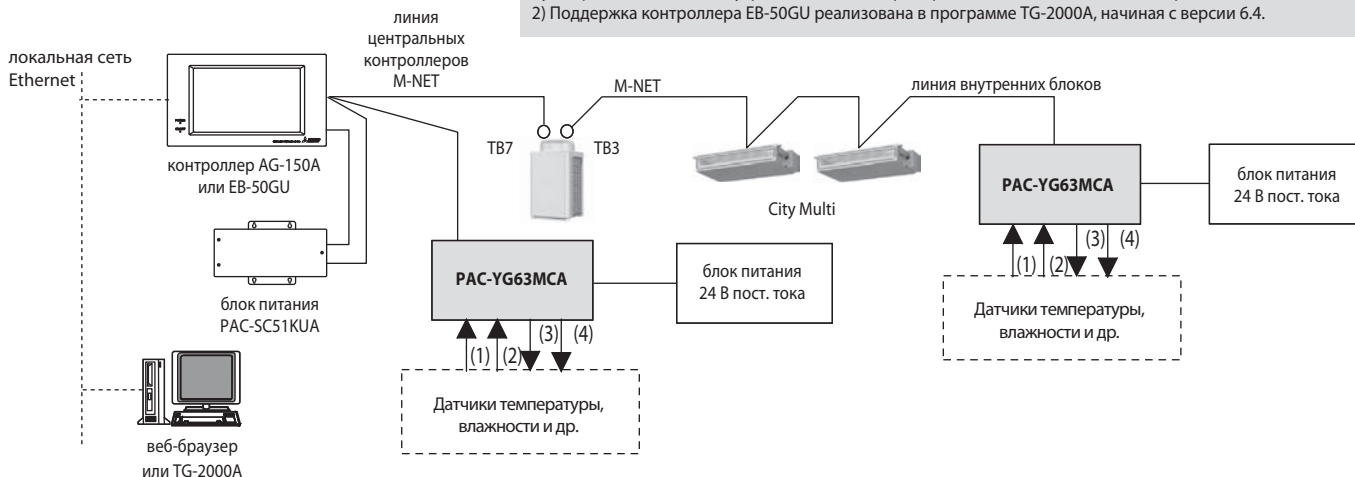 2) Поддержка контроллера EB-50GU реализована в программе TG-2000A, начиная с версии 6.4.
линия
центральных
контроллеров
M-NET
локальная сеть
Ethernet
M-NET
линия внутренних блоков
TB7
TB3
контроллер AG-150A
или EB-50GU
City Multi
PAC-YG63MCA
блок питания
24 В пост. тока
(1)
(2)
(3)
(4)
Датчики температуры,
влажности и др.
блок питания
PAC-SC51KUA
PAC-YG63MCA
блок питания
24 В пост. тока
(1)
(2)
(3)
(4)
Датчики температуры,
влажности и др.
веб-браузер
или TG-2000A